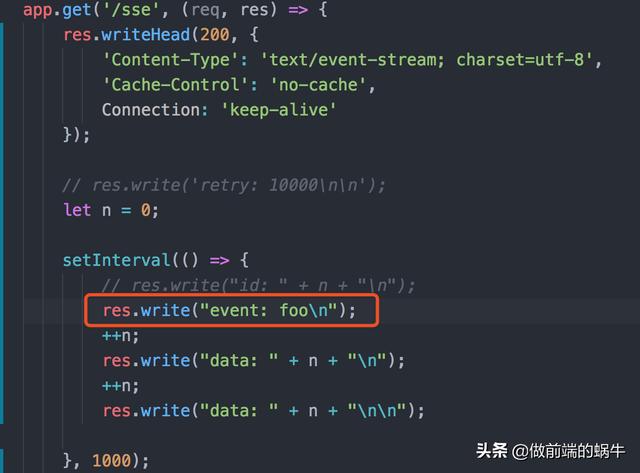 app.get('/sse', (req, res) => {
    res.writeHead(200, {
        'Content-Type': 'text/event-stream; charset=utf-8',
        'Cache-Control': 'no-cache',
        Connection: 'keep-alive'
    });

    // res.write('retry: 10000\n\n');
    let n = 0;

    setInterval(() => {
        // res.write("id: " + n + "\n");
        res.write("event: foo\n");
        ++n;
        res.write("data: " + n + "\n");
        ++n;
        res.write("data: " + n + "\n\n");

    }, 1000);
头条 @做前端的蜗牛